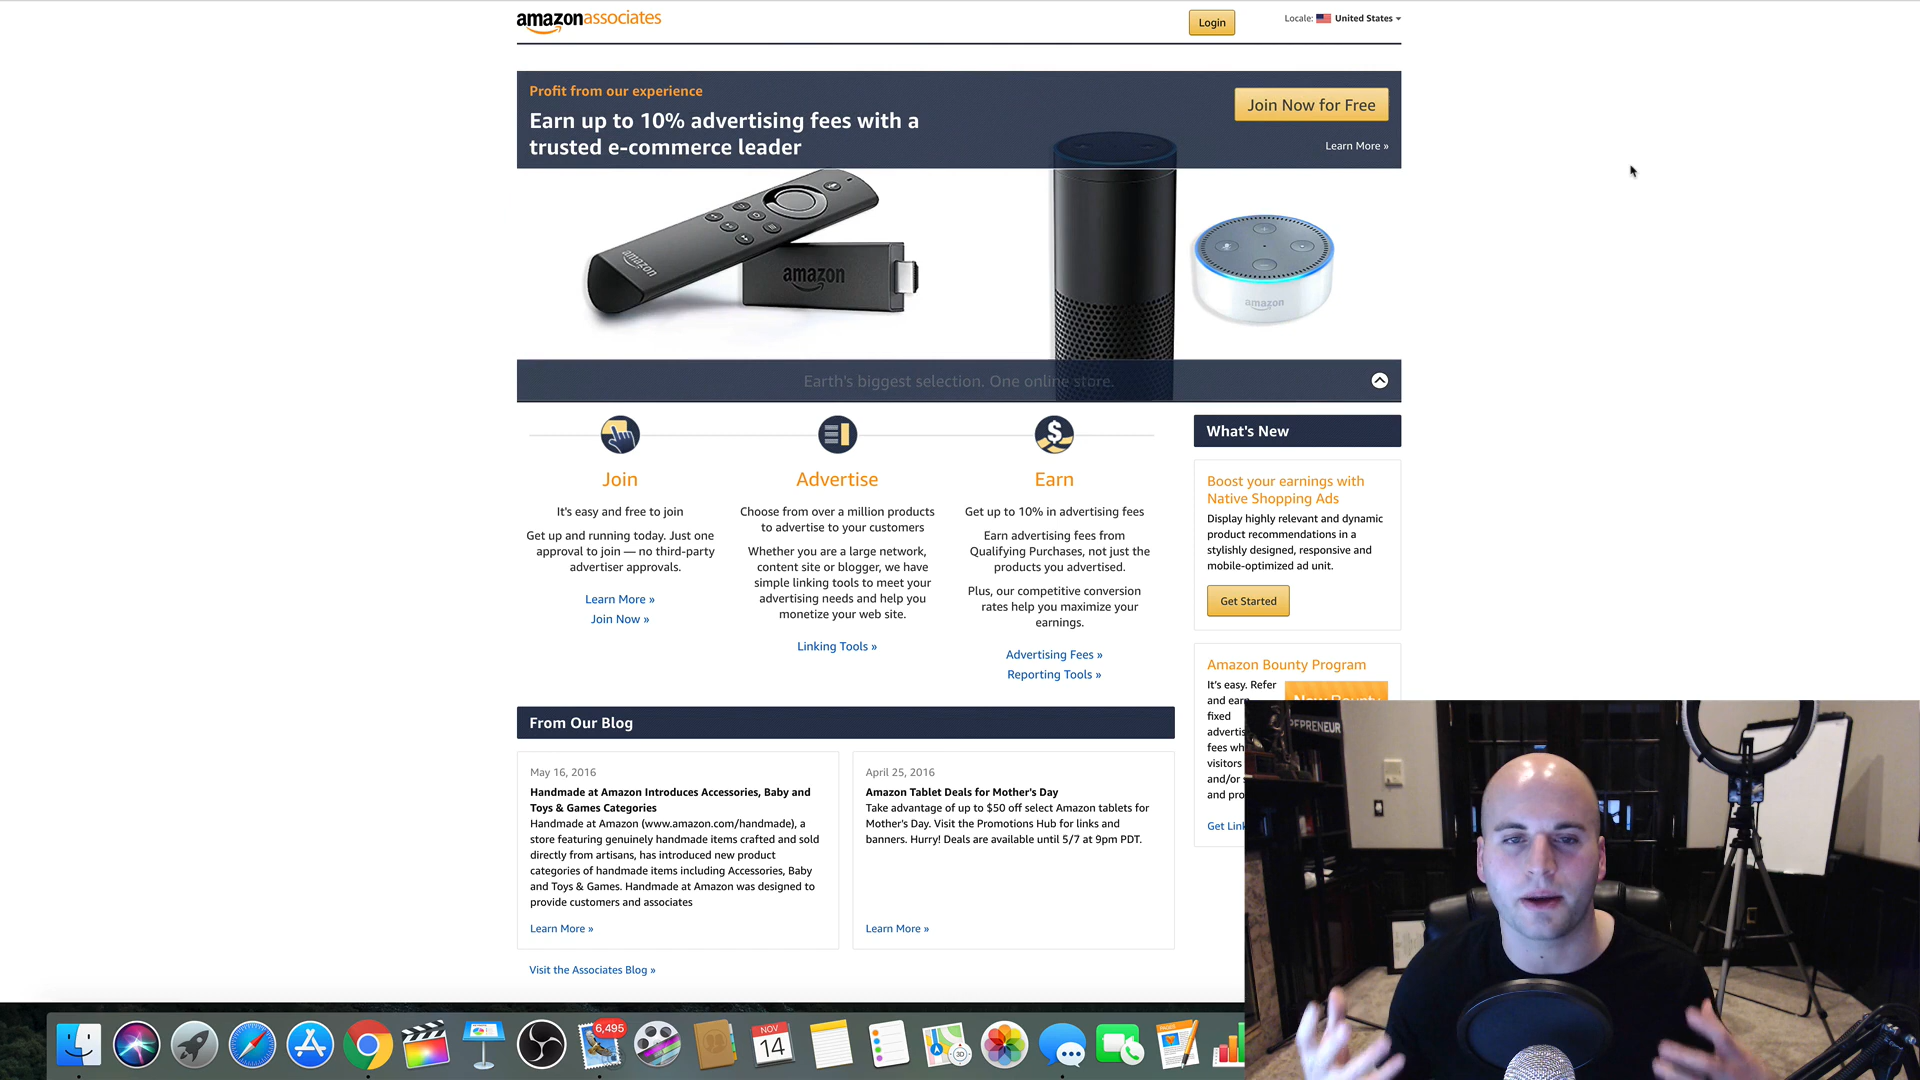 amazonassociates
Login
Locale: United States
Profit from our experience
Earn up to 10% advertising fees with a
trusted e-commerce leader
Join Now for Free
Learn More »
amazon
amazon
amazon
Earth's biggest selection. One online store.
Join
It's easy and free to join
Get up and running today. Just one
approval to join — no third-party
advertiser approvals.
Learn More »
Join Now »
Advertise
Choose from over a million products
to advertise to your customers
Whether you are a large network,
content site or blogger, we have
simple linking tools to meet your
advertising needs and help you
monetize your web site.
Linking Tools »
Earn
Get up to 10% in advertising fees
Earn advertising fees from
Qualifying Purchases, not just the
products you advertised.
Plus, our competitive conversion
rates help you maximize your
earnings.
Advertising Fees »
Reporting Tools »
What's New
Boost your earnings with
Native Shopping Ads
Display highly relevant and dynamic
product recommendations in a
stylishly designed, responsive and
mobile-optimized ad unit.
Get Started
Amazon Bounty Program
It's easy. Refer
and earn
fixed
advertis
fees wh
visitors
and/or
and pro
Get Link
New Bounty
From Our Blog
May 16, 2016
Handmade at Amazon Introduces Accessories, Baby and
Toys & Games Categories
Handmade at Amazon (www.amazon.com/handmade), a
store featuring genuinely handmade items crafted and sold
directly from artisans, has introduced new product
categories of handmade items including Accessories, Baby
and Toys & Games. Handmade at Amazon was designed to
provide customers and associates
Learn More »
April 25, 2016
Amazon Tablet Deals for Mother's Day
Take advantage of up to $50 off select Amazon tablets for
Mother's Day. Visit the Promotions Hub for links and
banners. Hurry! Deals are available until 5/7 at 9pm PDT.
Learn More »
Visit the Associates Blog »
EPRENEUR
6,495
NOV
14
PAGES